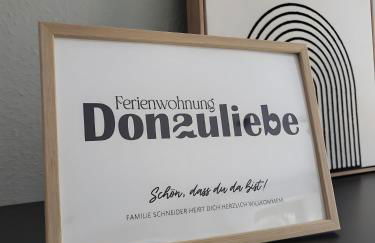 Ferienwohnung
Donauliebe
Schön, dass du da bist!
FAMILIE SCHNEIDER HEIßT DICH HERZLICH WILLKOMMEN!